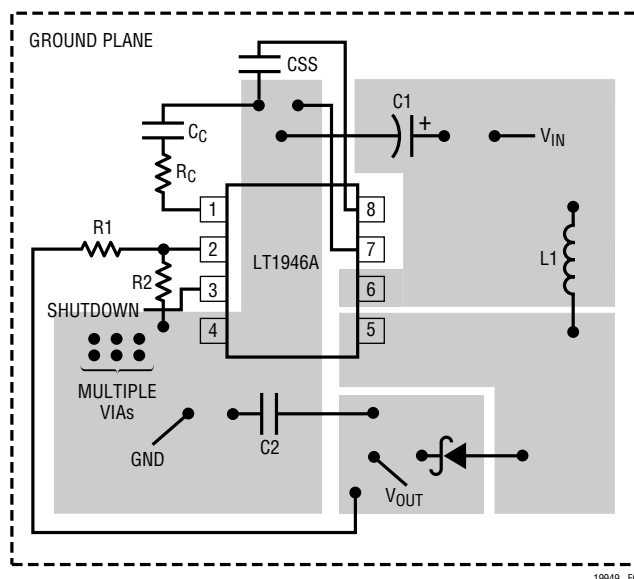 GROUND PLANE
CSS
C1
+
CC
VIN
RC
1
8
R1
2
7
LT1946A
L1
R2
3
6
SHUTDOWN
4
5
MULTIPLE
VIAs
C2
GND
VOUT